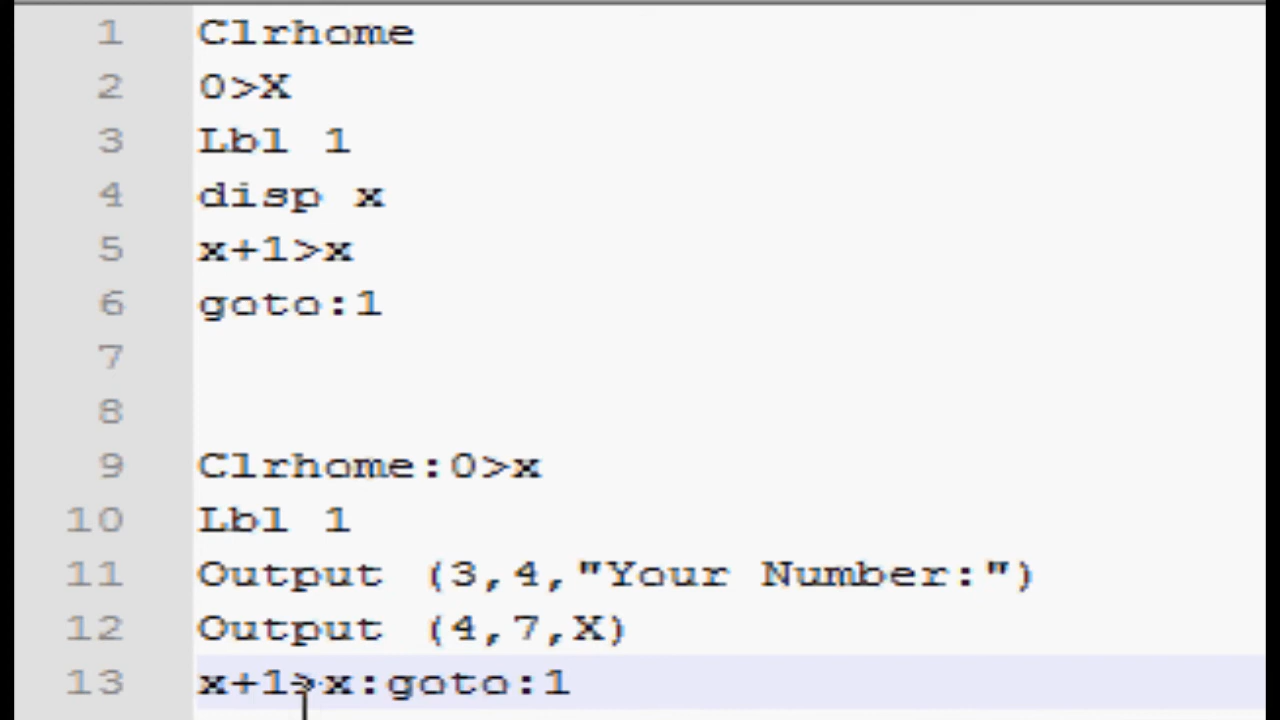 1 Clrhome
2 0>X
3 Lbl 1
4 disp x
5 x+1>x
6 goto:1
7
8
9 Clrhome:0>x
10 Lbl 1
11 Output (3,4,"Your Number:")
12 Output (4,7,X)
13 x+1>x:goto:1